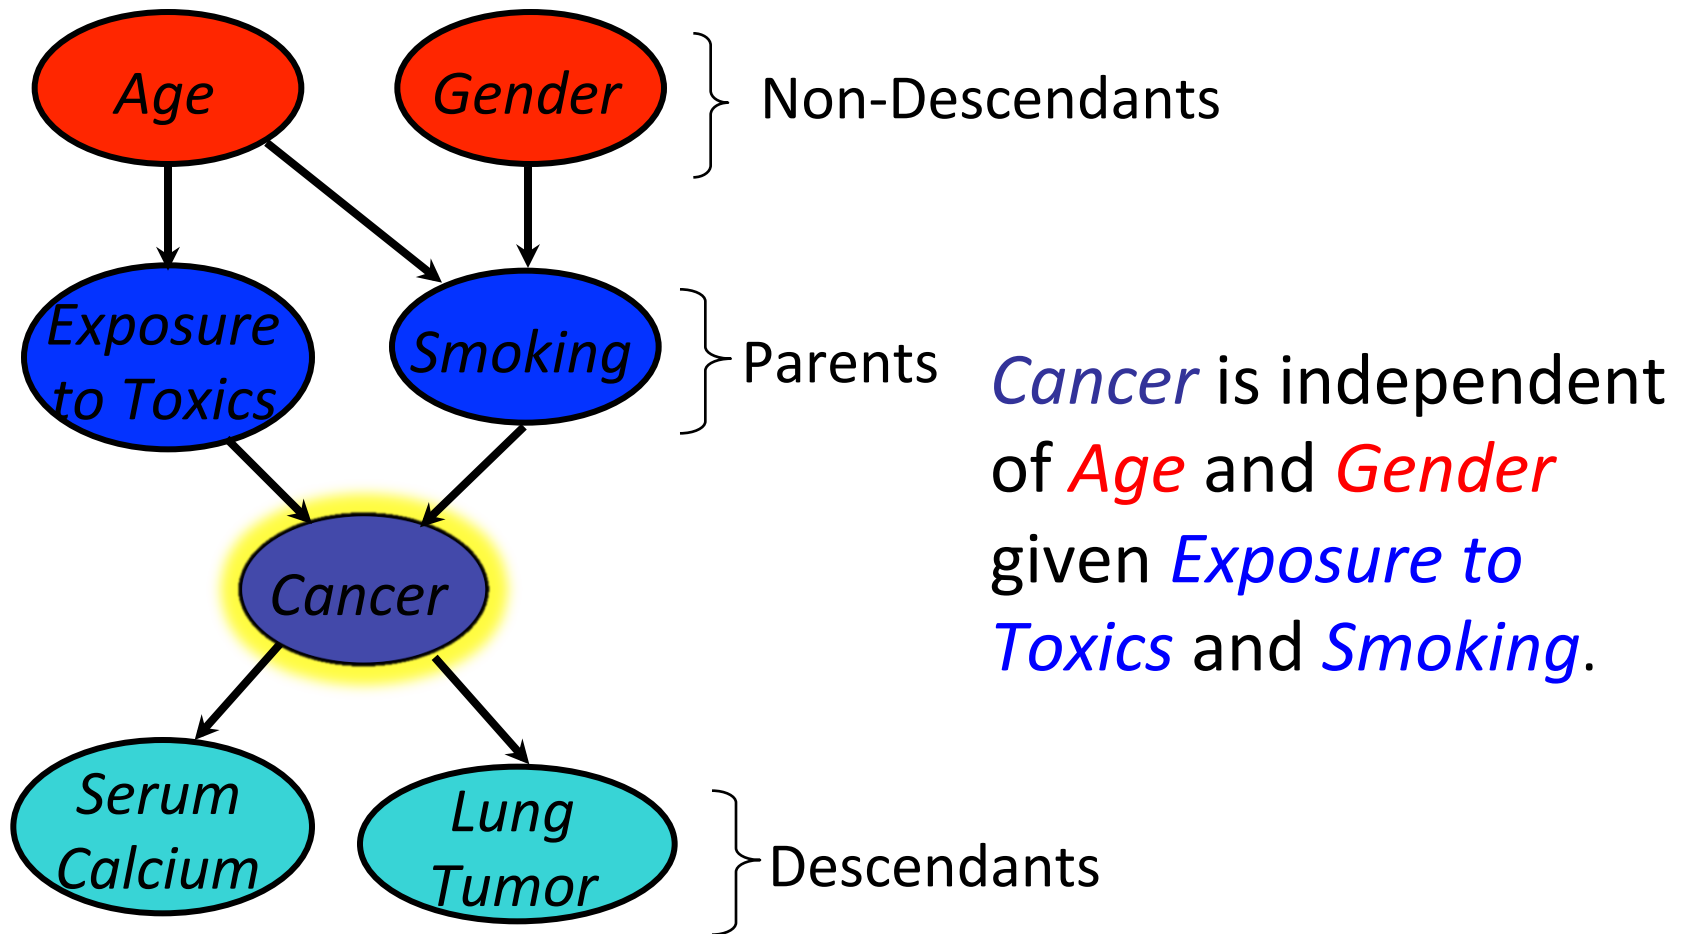 Age
Gender
Non-Descendants
Exposure
to Toxics
Smoking
Parents
Cancer is independent
of Age and Gender
given Exposure to
Toxics and Smoking.
Cancer
Serum
Calcium
Lung
Tumor
Descendants